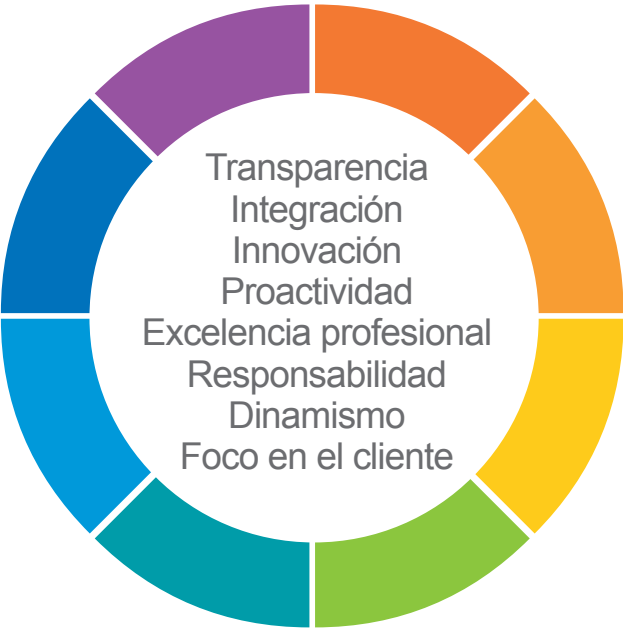 Transparencia
Integración
Innovación
Proactividad
Excelencia profesional
Responsabilidad
Dinamismo
Foco en el cliente